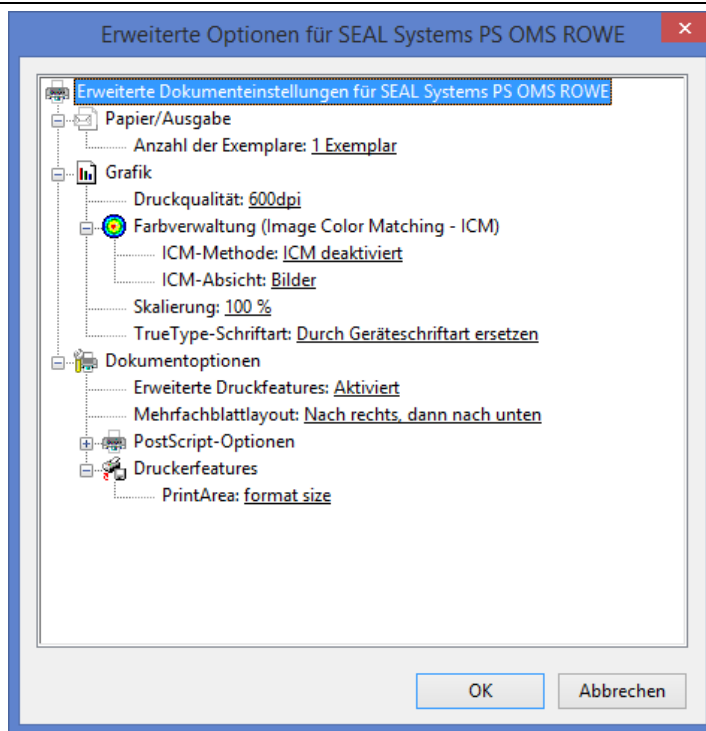 Erweiterte Optionen für SEAL Systems PS OMS ROWE
Erweiterte Dokumenteinstellungen für SEAL Systems PS OMS ROWE
Papier/Ausgabe
Anzahl der Exemplare: 1 Exemplar
Grafik
Druckqualität: 600dpi
Farbverwaltung (Image Color Matching - ICM)
ICM-Methode: ICM deaktiviert
ICM-Absicht: Bilder
Skalierung: 100 %
TrueType-Schriftart: Durch Geräteschriftart ersetzen
Dokumentoptionen
Erweiterte Druckfeatures: Aktiviert
Mehrfachblattlayout: Nach rechts, dann nach unten
PostScript-Optionen
Druckerfeatures
PrintArea: format size
OK Abbrechen